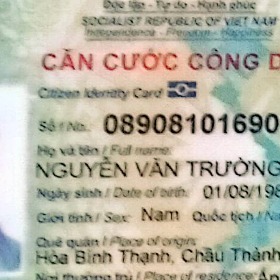 Độc lập - Tự do - Hạnh phúc
SOCIALIST REPUBLIC OF VIET NAM
Independence - Freedom - Happiness
CĂN CƯỚC CÔNG D
Citizen Identity Card
Số / No.: 08908101690
Họ và tên / Full name:
NGUYỄN VĂN TRƯỜNG
Ngày sinh / Date of birth: 01/08/198
Giới tính / Sex: Nam Quốc tịch / Na
Quê quán / Place of origin:
Hòa Bình Thạnh, Châu Thành
Nơi thường trú / Place of residence: